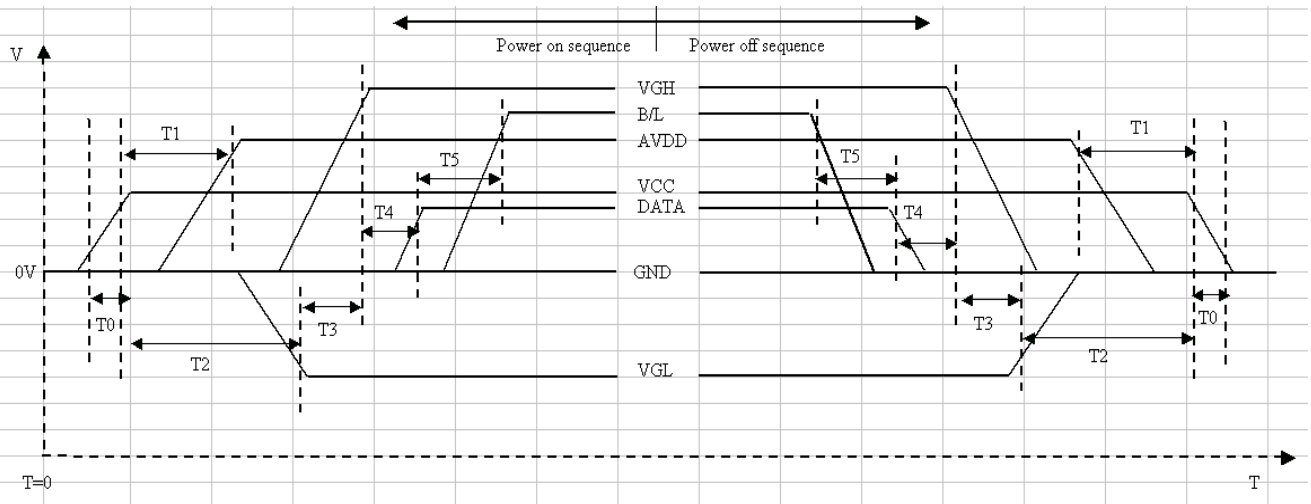 Power on sequence
Power off sequence
V
VGH
B/L
T1
AVDD
T1
T5
T5
VCC
DATA
T4
T4
0V
GND
T0
T3
T3
T0
T2
T2
VGL
T=0
T